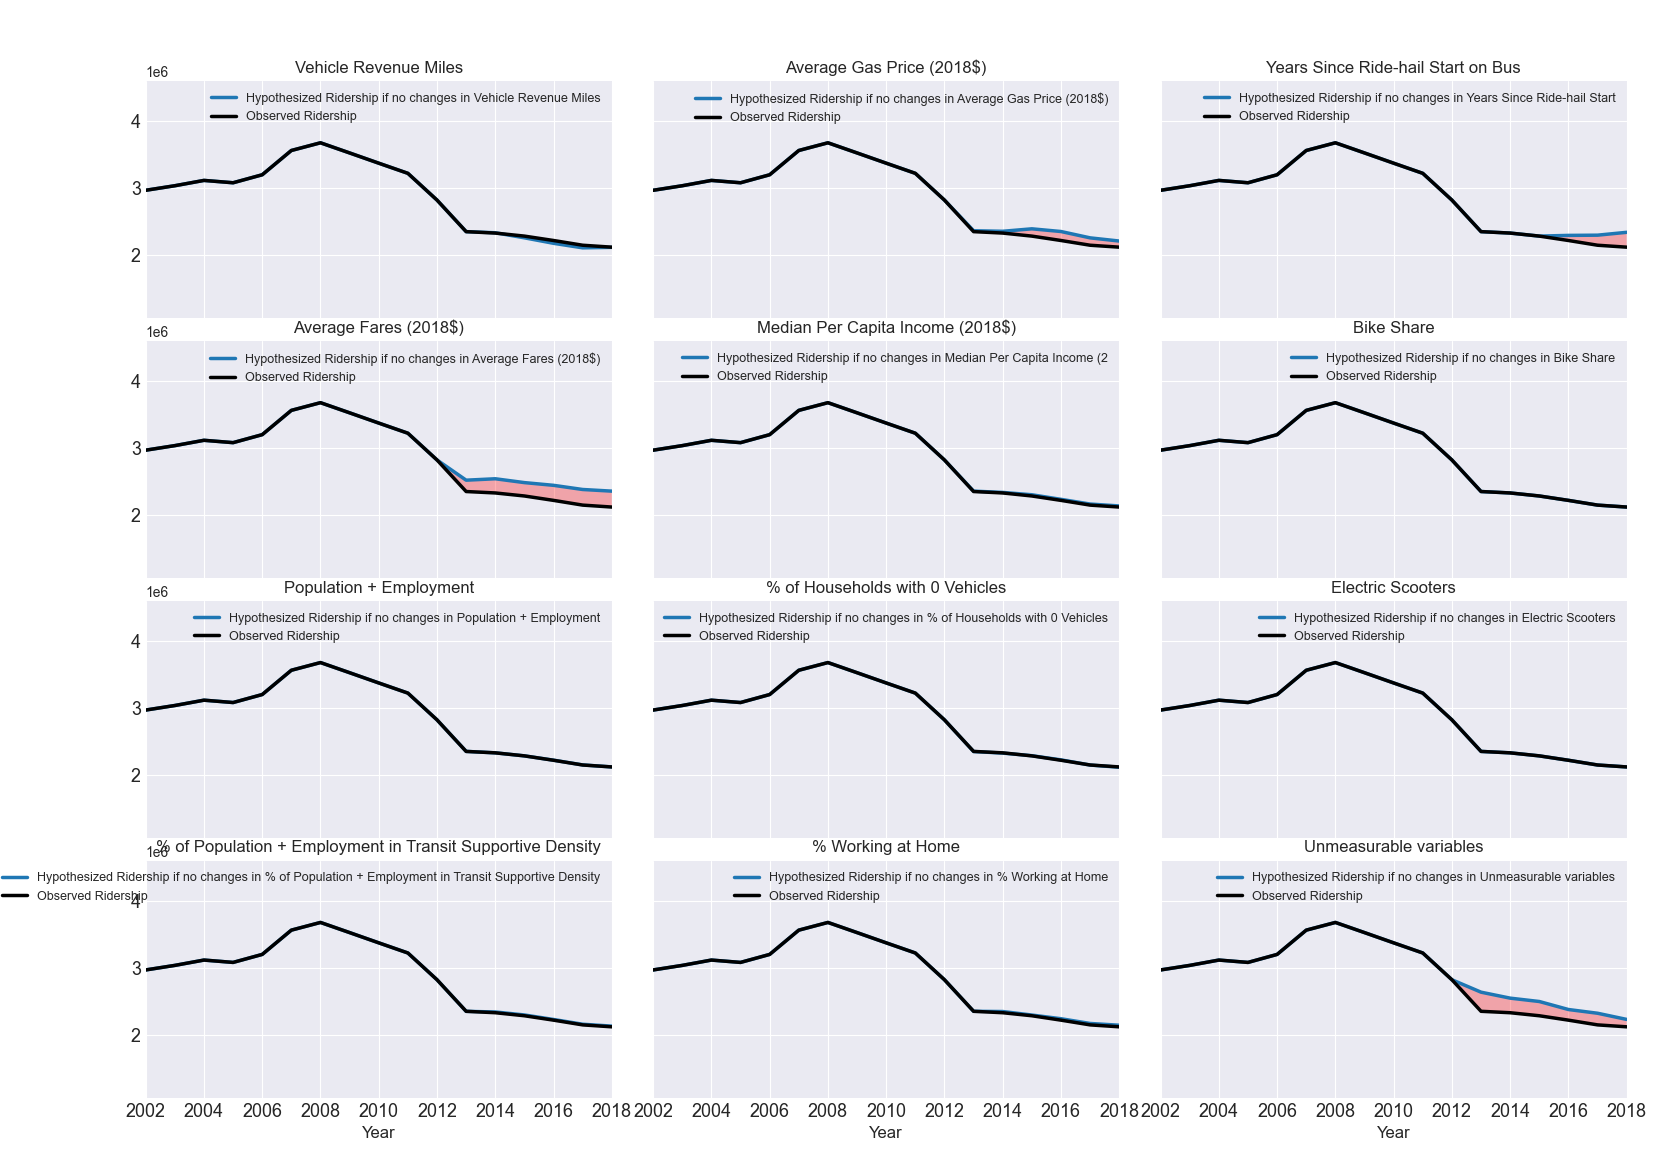 Vehicle Revenue Miles
Average Gas Price (2018$)
Years Since Ride-hail Start on Bus
1e6
Hypothesized Ridership if no changes in Vehicle Revenue Miles
Observed Ridership
Hypothesized Ridership if no changes in Average Gas Price (2018$)
Observed Ridership
Hypothesized Ridership if no changes in Years Since Ride-hail Start
Observed Ridership
4
3
2
Average Fares (2018$)
Median Per Capita Income (2018$)
Bike Share
1e6
Hypothesized Ridership if no changes in Average Fares (2018$)
Observed Ridership
Hypothesized Ridership if no changes in Median Per Capita Income (2
Observed Ridership
Hypothesized Ridership if no changes in Bike Share
Observed Ridership
4
3
2
Population + Employment
% of Households with 0 Vehicles
Electric Scooters
1e6
Hypothesized Ridership if no changes in Population + Employment
Observed Ridership
Hypothesized Ridership if no changes in % of Households with 0 Vehicles
Observed Ridership
Hypothesized Ridership if no changes in Electric Scooters
Observed Ridership
4
3
2
% of Population + Employment in Transit Supportive Density
% Working at Home
Unmeasurable variables
1e6
Hypothesized Ridership if no changes in % of Population + Employment in Transit Supportive Density
Observed Ridership
Hypothesized Ridership if no changes in % Working at Home
Observed Ridership
Hypothesized Ridership if no changes in Unmeasurable variables
Observed Ridership
4
3
2
2002 2004 2006 2008 2010 2012 2014 2016 2018
2002 2004 2006 2008 2010 2012 2014 2016 2018
2002 2004 2006 2008 2010 2012 2014 2016 2018
Year
Year
Year